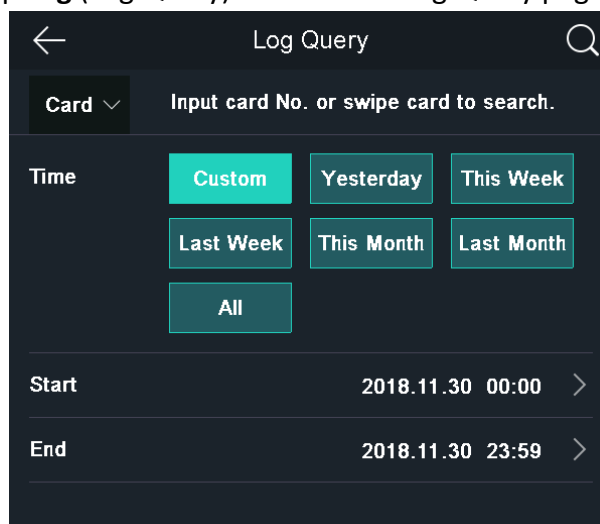 Log Query
Card Input card No. or swipe card to search.
Time Custom Yesterday This Week
Last Week This Month Last Month
All
Start 2018.11.30 00:00
End 2018.11.30 23:59